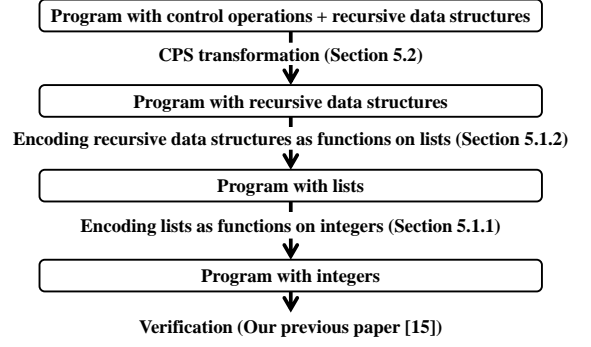 Program with control operations + recursive data structures
CPS transformation (Section 5.2)
Program with recursive data structures
Encoding recursive data structures as functions on lists (Section 5.1.2)
Program with lists
Encoding lists as functions on integers (Section 5.1.1)
Program with integers
Verification (Our previous paper [15])